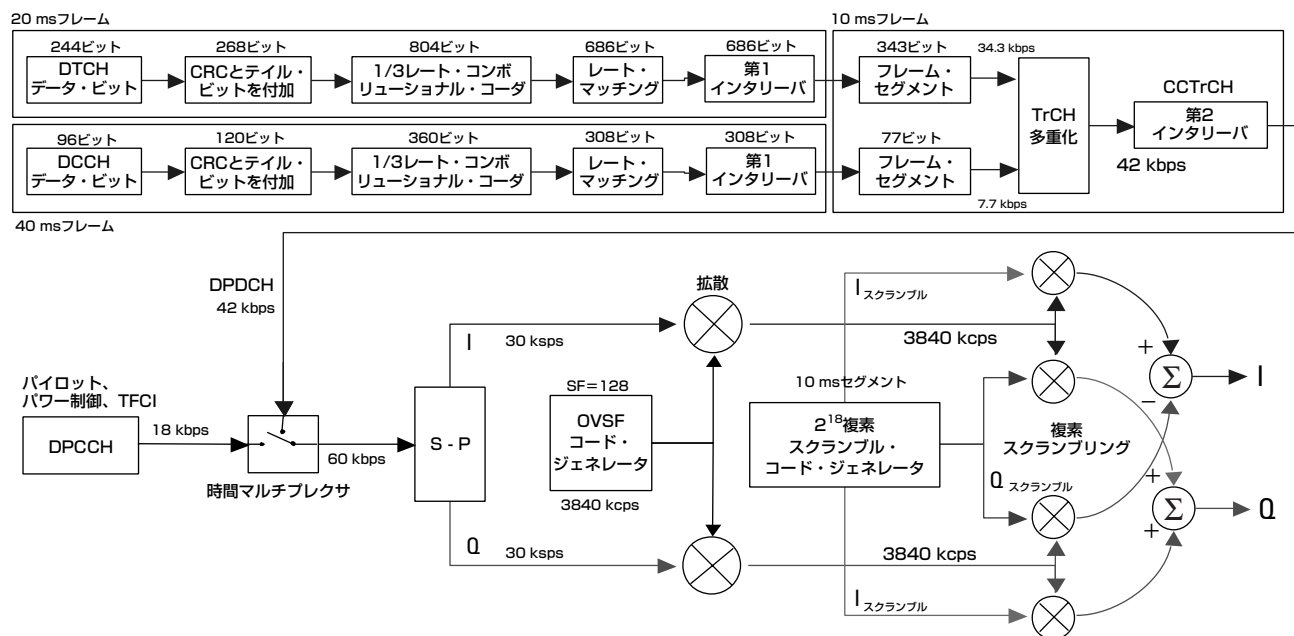 20 msフレーム
10 msフレーム
244ビット
268ビット
804ビット
686ビット
686ビット
343ビット
34.3 kbps
DTCH
データ・ビット
CRCとテイル・
ビットを付加
1/3レート・コンボ
リューショナル・コーダ
レート・
マッチング
第1
インタリーバ
フレーム・
セグメント
TrCH
多重化
CCTrCH
第2
インタリーバ
42 kbps
96ビット
120ビット
360ビット
308ビット
308ビット
77ビット
DCCH
データ・ビット
CRCとテイル・
ビットを付加
1/3レート・コンボ
リューショナル・コーダ
レート・
マッチング
第1
インタリーバ
フレーム・
セグメント
7.7 kbps
40 msフレーム
DPDCH
42 kbps
拡散
I スクランブル
I
30 ksps
3840 kcps
パイロット、
パワー制御、TFCI
DPCCH
18 kbps
60 kbps
時間マルチプレクサ
S - P
SF=128
OVSF
コード・
ジェネレータ
3840 kcps
10 msセグメント
2^18複素
スクランブル・
コード・ジェネレータ
複素
スクランブリング
Q スクランブル
+
−
Σ
I
+
+
Σ
Q
Q
30 ksps
3840 kcps
I スクランブル